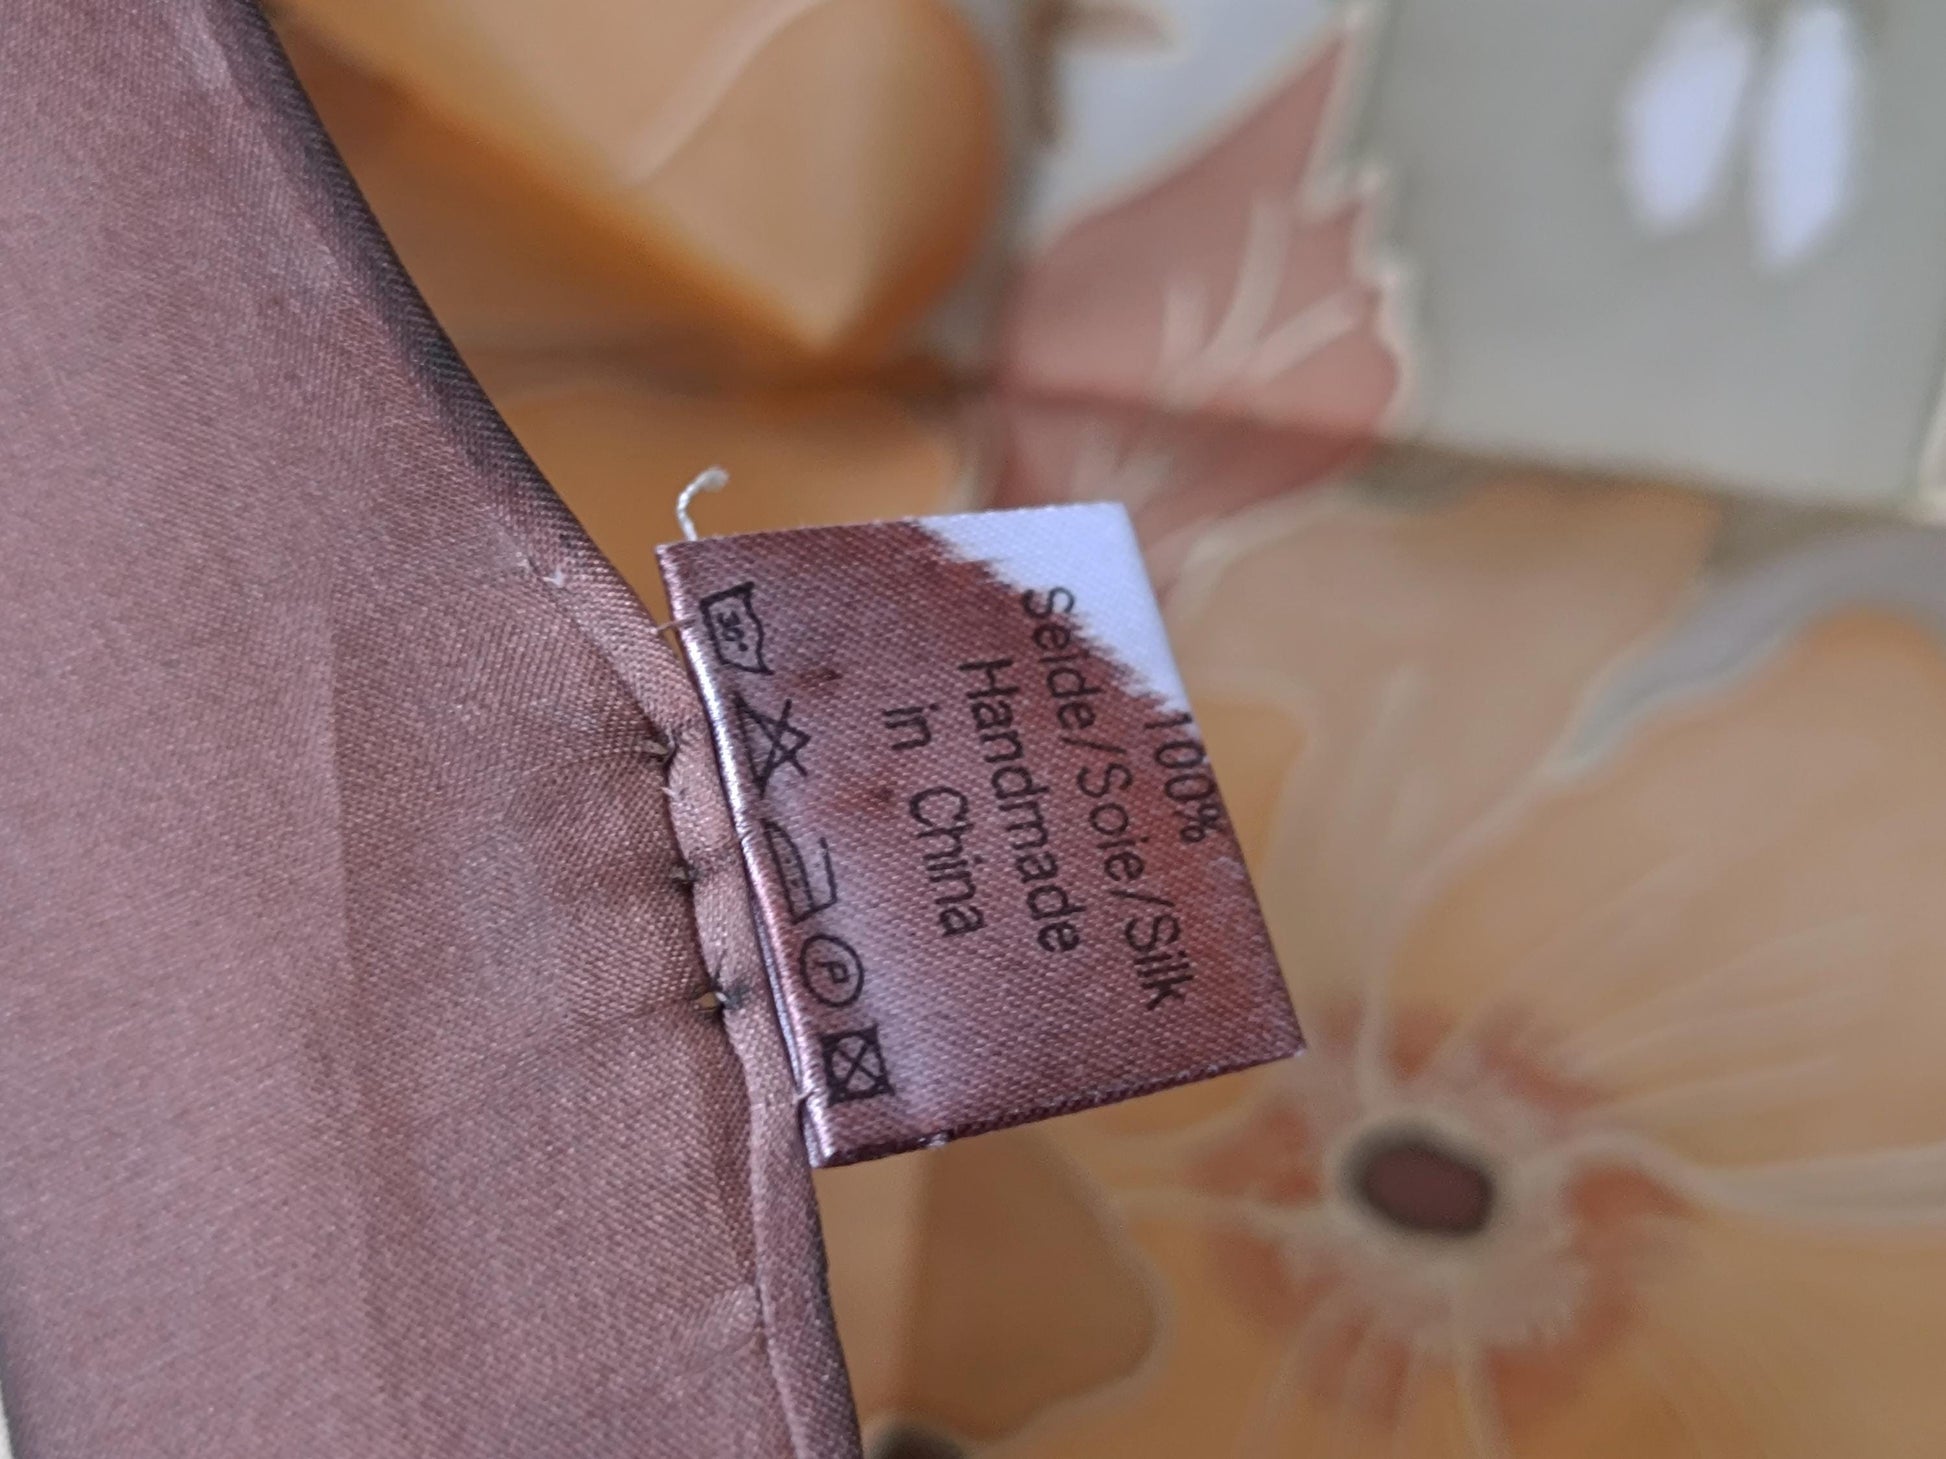 100%
Seide/Soie/Silk
Handmade
in China
30°
P